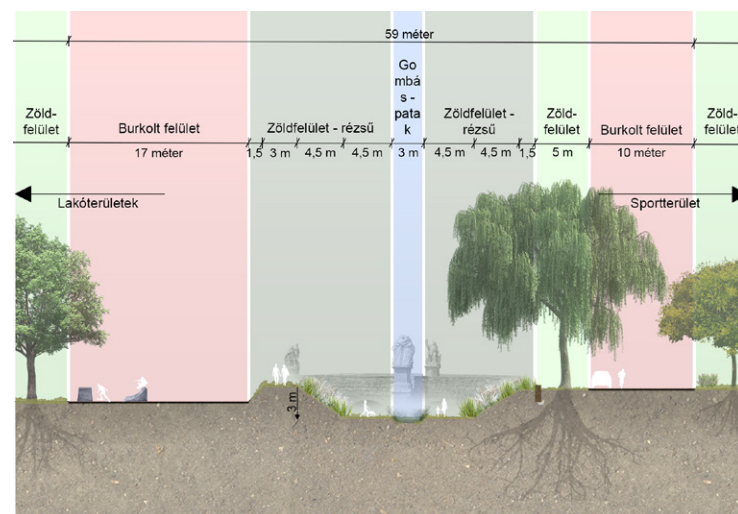 59 méter
Zöld-
felület
Burkolt felület
Zöldfelület - rézsű
Go
mbá
s -
pata
k
Zöldfelület -
rézsű
Zöld-
felület
Burkolt felület
Zöld-
felület
17 méter
1,5
3 m
4,5 m
4,5 m
3 m
4,5 m
4,5 m
1,5
5 m
10 méter
Lakóterületek
Sportterület
3 m